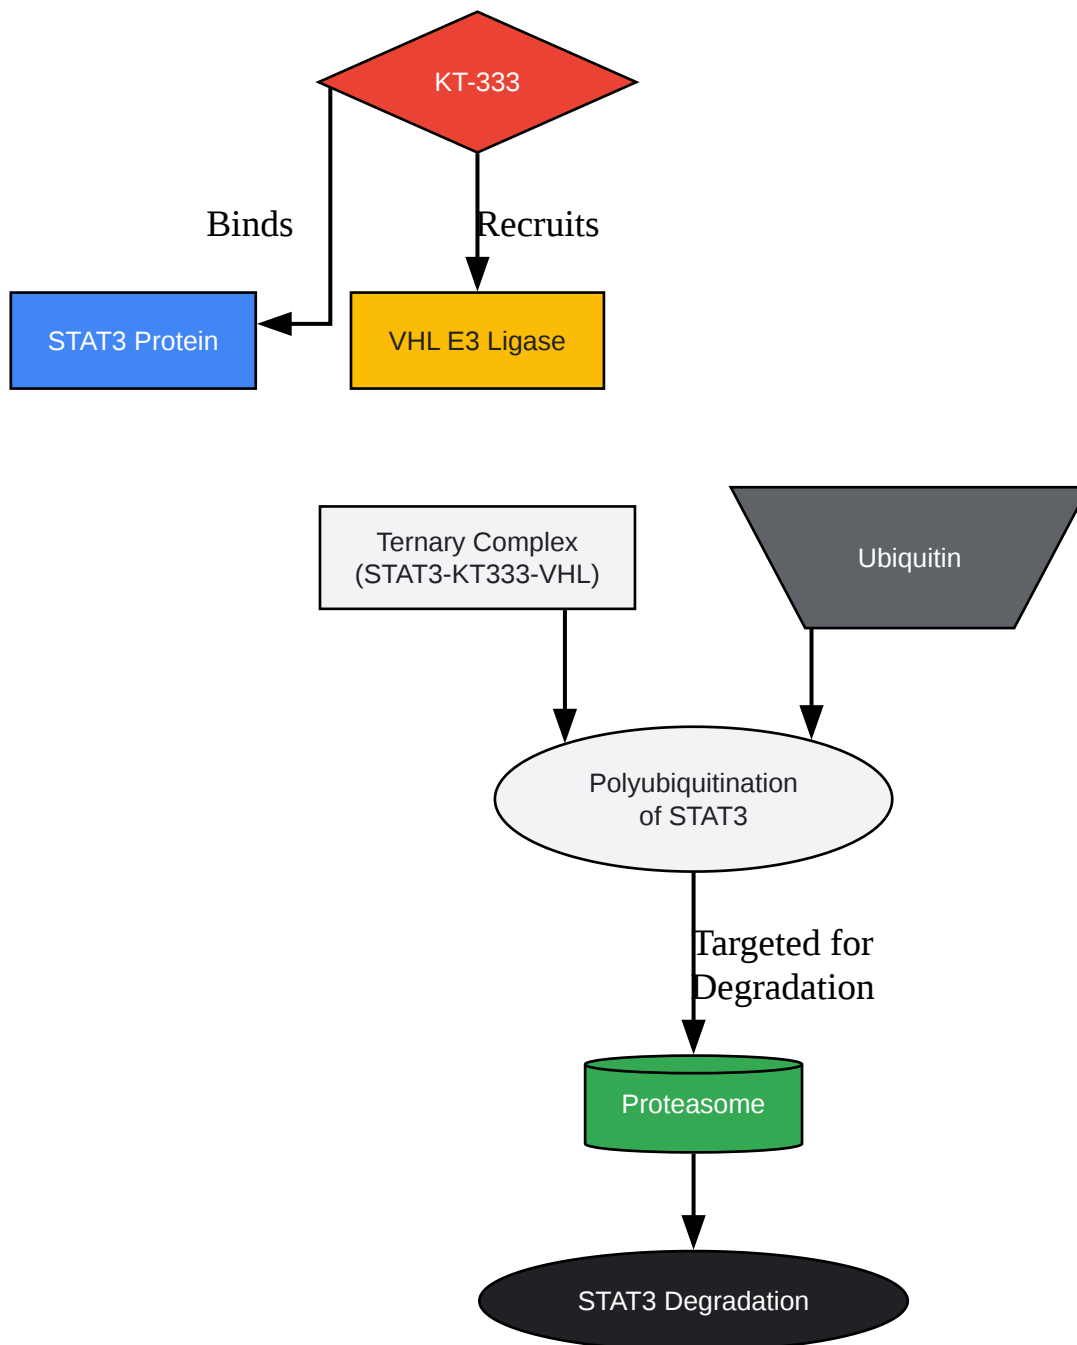 KT-333
Binds
Recruits
STAT3 Protein
VHL E3 Ligase
Ternary Complex
(STAT3-KT333-VHL)
Ubiquitin
Polyubiquitination
of STAT3
Targeted for
Degradation
Proteasome
STAT3 Degradation